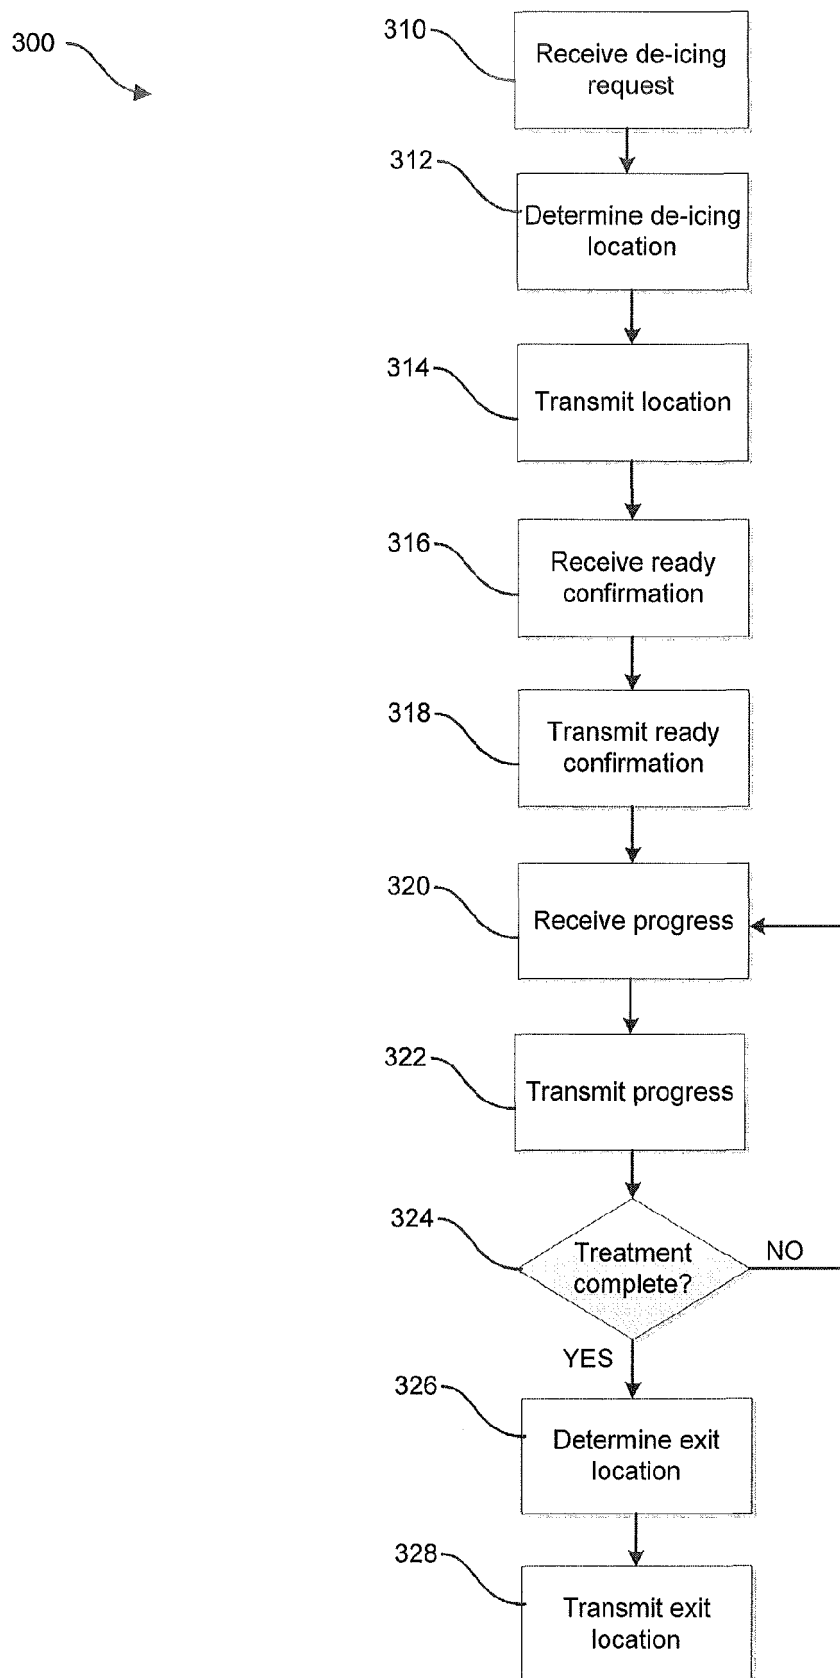 300
310
Receive de-icing
request
312
Determine de-icing
location
314
Transmit location
316
Receive ready
confirmation
318
Transmit ready
confirmation
320
Receive progress
322
Transmit progress
324
Treatment
complete?
NO
YES
326
Determine exit
location
328
Transmit exit
location